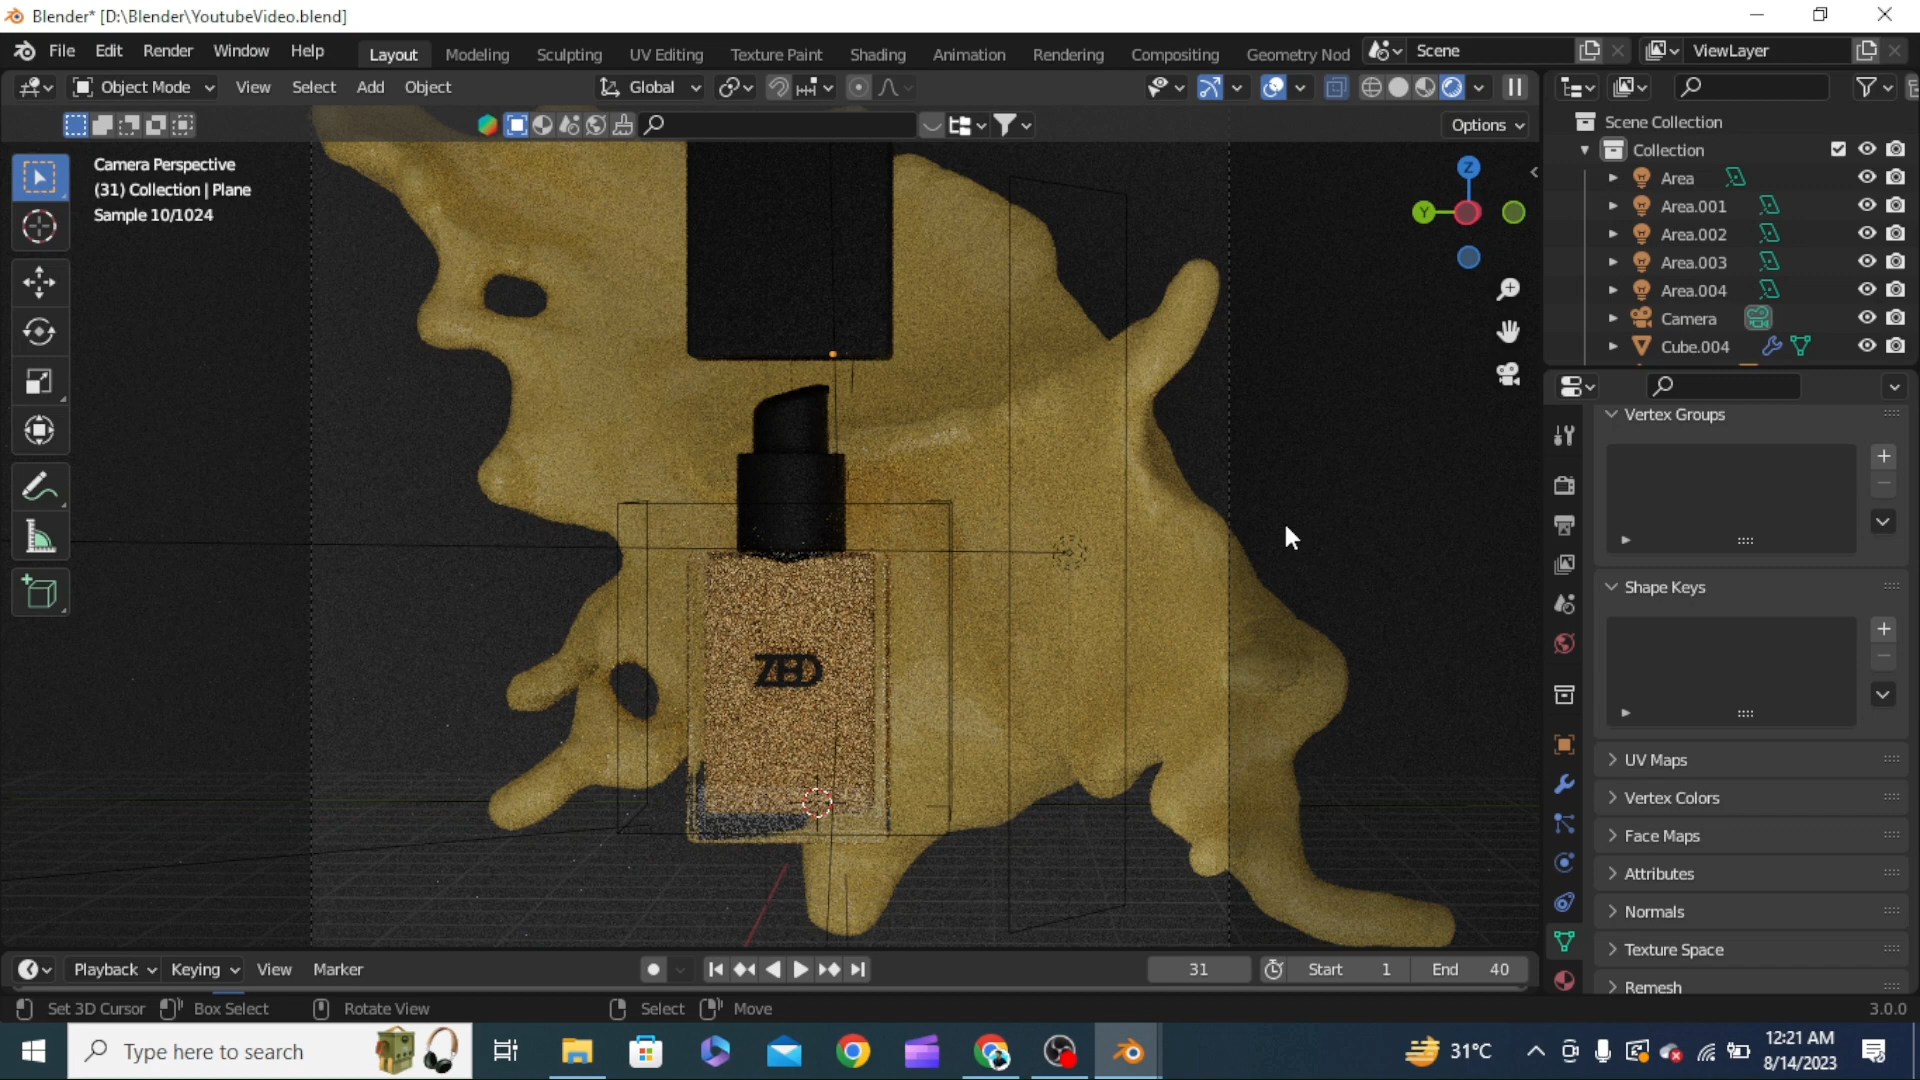 Blender* [D:\Blender\YoutubeVideo.blend]
File Edit Render Window Help Layout Modeling Sculpting UV Editing Texture Paint Shading Animation Rendering Compositing Geometry Nod Scene ViewLayer
Object Mode View Select Add Object Global
Options
Camera Perspective
(31) Collection | Plane
Sample 10/1024
Z
Y
ZED
Scene Collection
Collection
Area
Area.001
Area.002
Area.003
Area.004
Camera
Cube.004
Vertex Groups
Shape Keys
UV Maps
Vertex Colors
Face Maps
Attributes
Normals
Texture Space
Remesh
Playback Keying View Marker 31 Start 1 End 40
Set 3D Cursor Box Select Rotate View Select Move 3.0.0
Type here to search 31°C 12:21 AM
8/14/2023